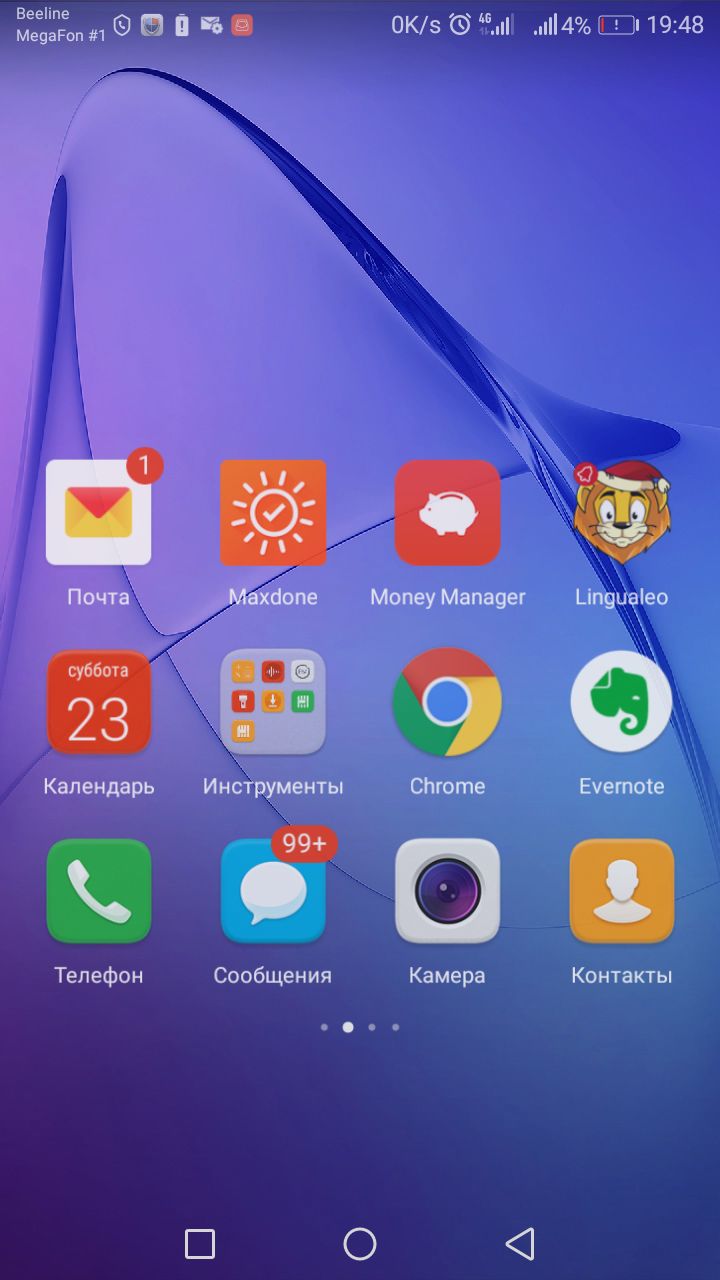 Beeline
MegaFon #1
0K/s 4G 4% 19:48
1
Почта Maxdone Money Manager Lingualeo
суббота
23
Календарь Инструменты Chrome Evernote
99+
Телефон Сообщения Камера Контакты